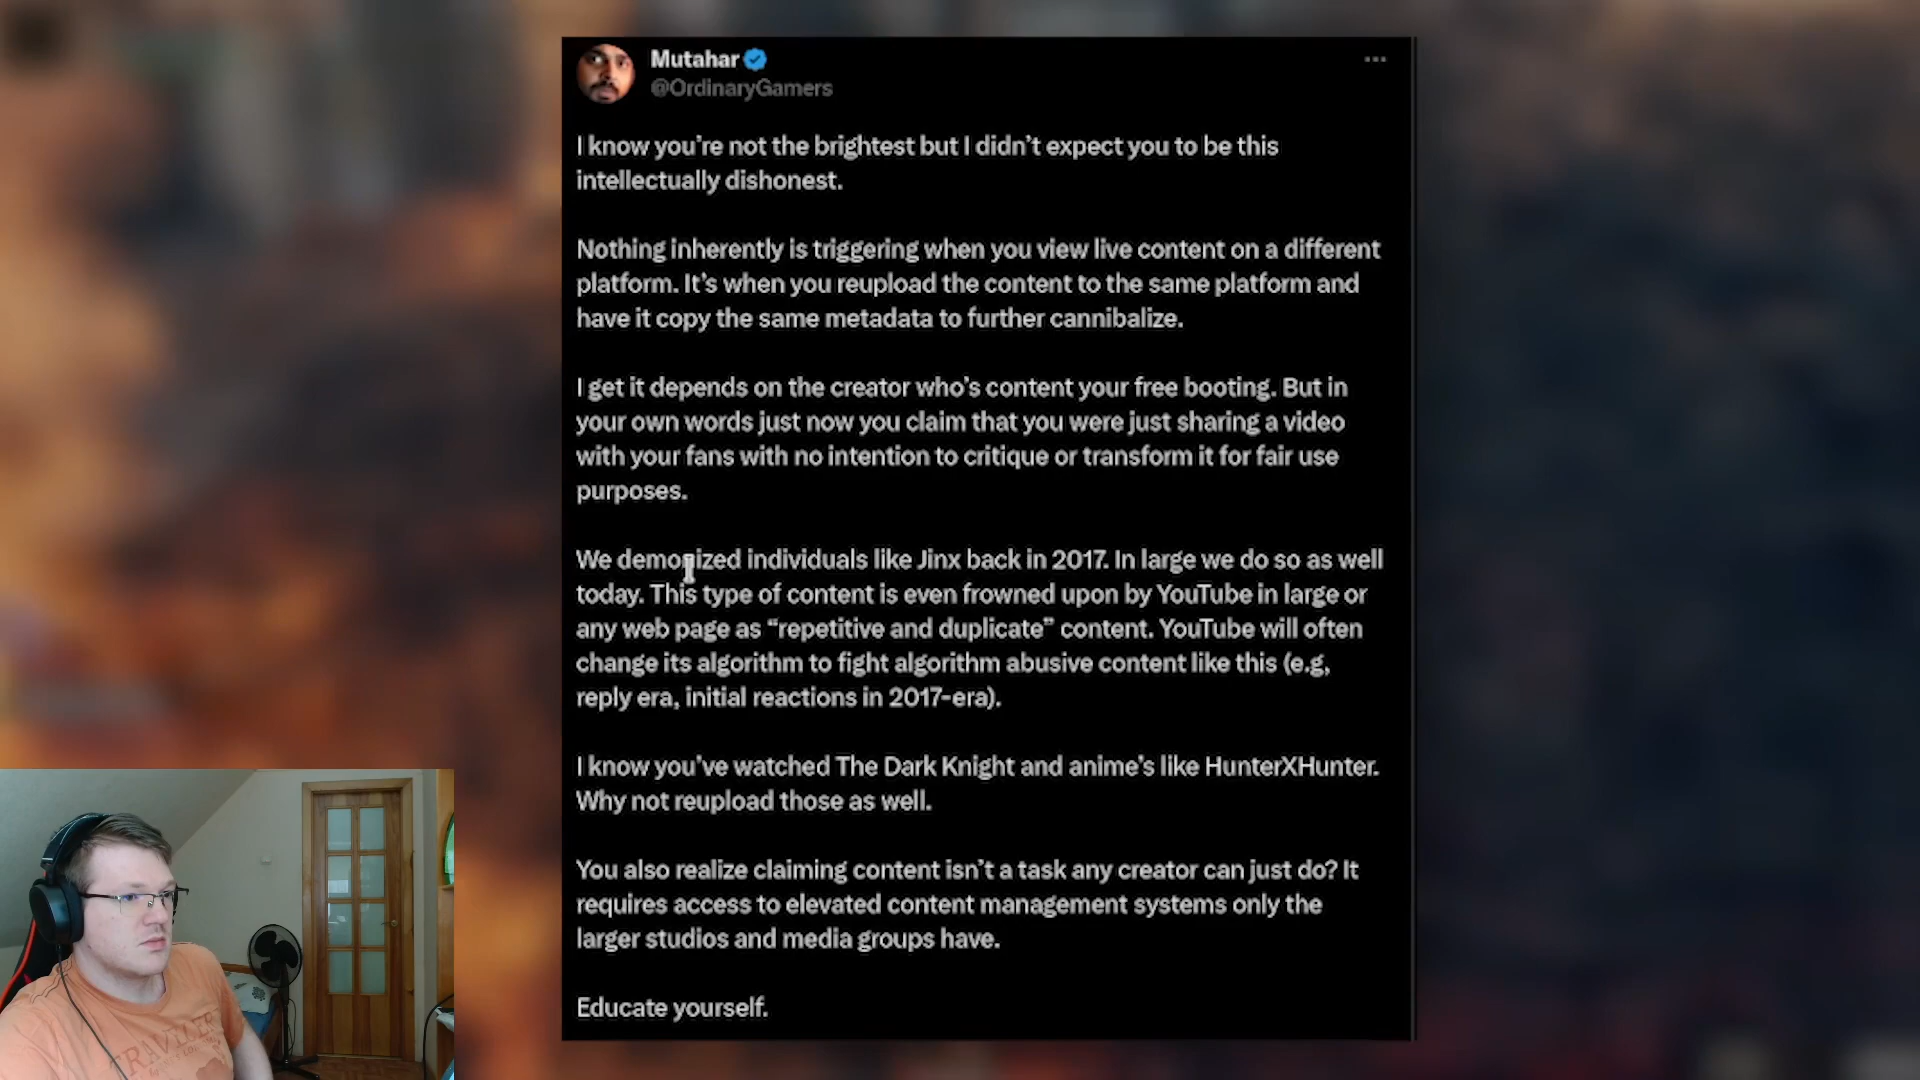 Mutahar
@OrdinaryGamers
I know you're not the brightest but I didn't expect you to be this
intellectually dishonest.
Nothing inherently is triggering when you view live content on a different
platform. It's when you reupload the content to the same platform and
have it copy the same metadata to further cannibalize.
I get it depends on the creator who's content your free booting. But in
your own words just now you claim that you were just sharing a video
with your fans with no intention to critique or transform it for fair use
purposes.
We demonized individuals like Jinx back in 2017. In large we do so as well
today. This type of content is even frowned upon by YouTube in large or
any web page as “repetitive and duplicate” content. YouTube will often
change its algorithm to fight algorithm abusive content like this (e.g,
reply era, initial reactions in 2017-era).
I know you've watched The Dark Knight and anime's like HunterXHunter.
Why not reupload those as well.
You also realize claiming content isn't a task any creator can just do? It
requires access to elevated content management systems only the
larger studios and media groups have.
Educate yourself.